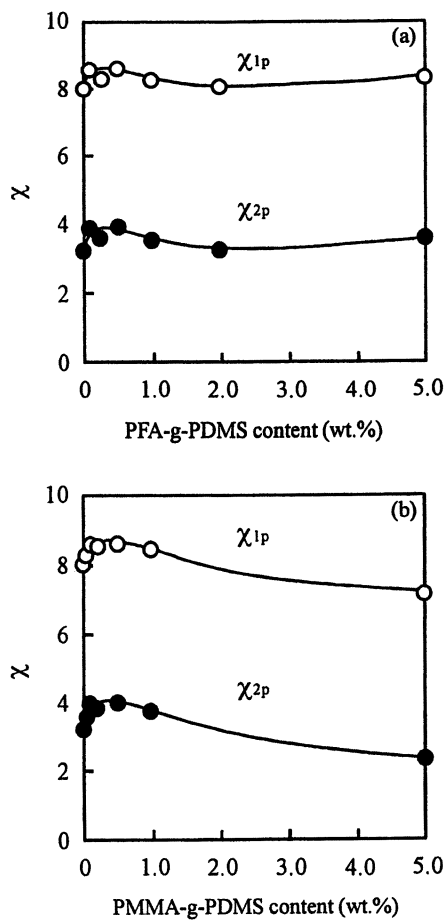 10
(a)
χ1p
8
6
χ
χ2p
4
2
0
0 1.0 2.0 3.0 4.0 5.0
PFA-g-PDMS content (wt.%)
10
(b)
χ1p
8
6
χ
χ2p
4
2
0
0 1.0 2.0 3.0 4.0 5.0
PMMA-g-PDMS content (wt.%)